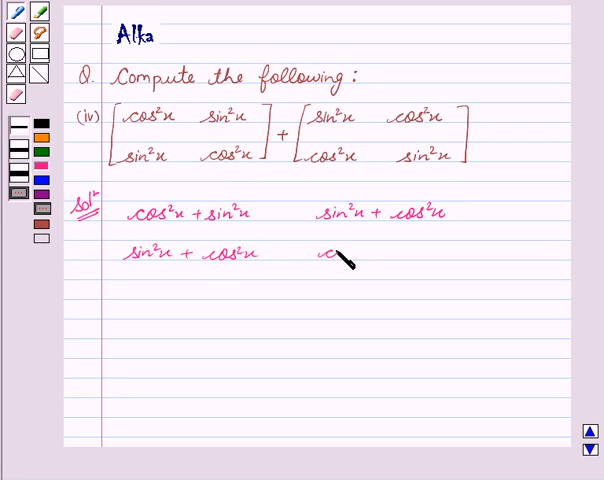 Alka
Q. Compute the following :
(iv) [cos²x sin²x] + [sin²x cos²x]
[sin²x cos²x] [cos²x sin²x]
Solⁿ
cos²x + sin²x sin²x + cos²x
sin²x + cos²x c